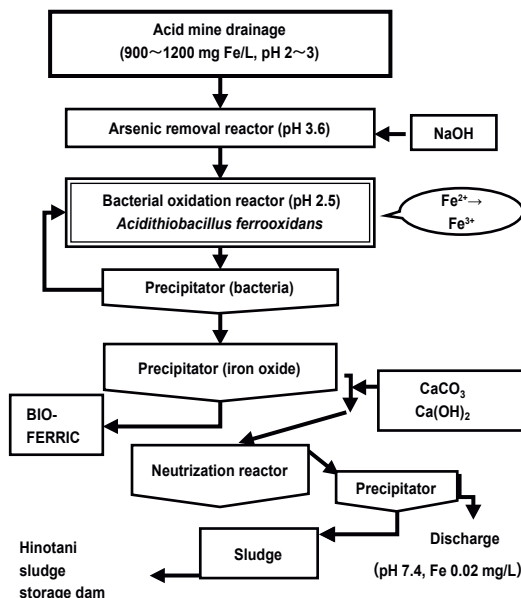 Acid mine drainage
(900～1200 mg Fe/L, pH 2～3)
Arsenic removal reactor (pH 3.6)
NaOH
Bacterial oxidation reactor (pH 2.5)
Acidithiobacillus ferrooxidans
Fe²⁺→
Fe³⁺
Precipitator (bacteria)
Precipitator (iron oxide)
CaCO₃
Ca(OH)₂
BIO-
FERRIC
Neutrization reactor
Precipitator
Sludge
Discharge
(pH 7.4, Fe 0.02 mg/L)
Hinotani
sludge
storage dam